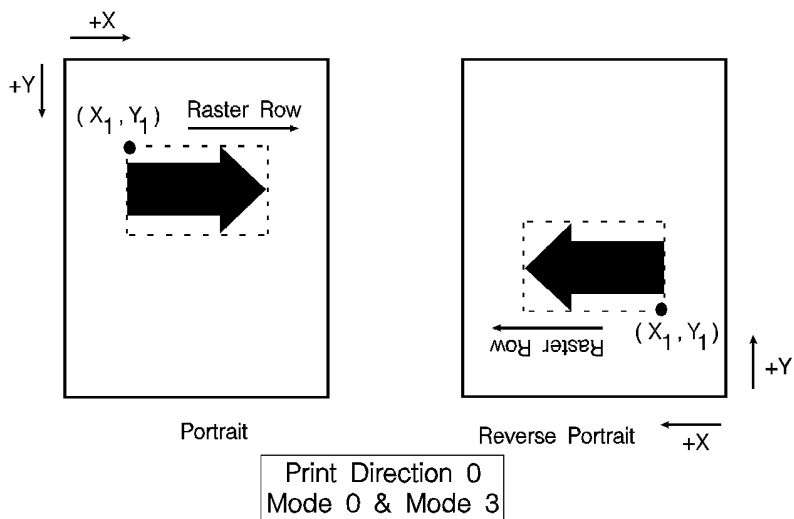 +X
+Y
(X1, Y1)
Raster Row
Portrait
Raster Row
(X1, Y1)
+Y
+X
Reverse Portrait
Print Direction 0
Mode 0 & Mode 3